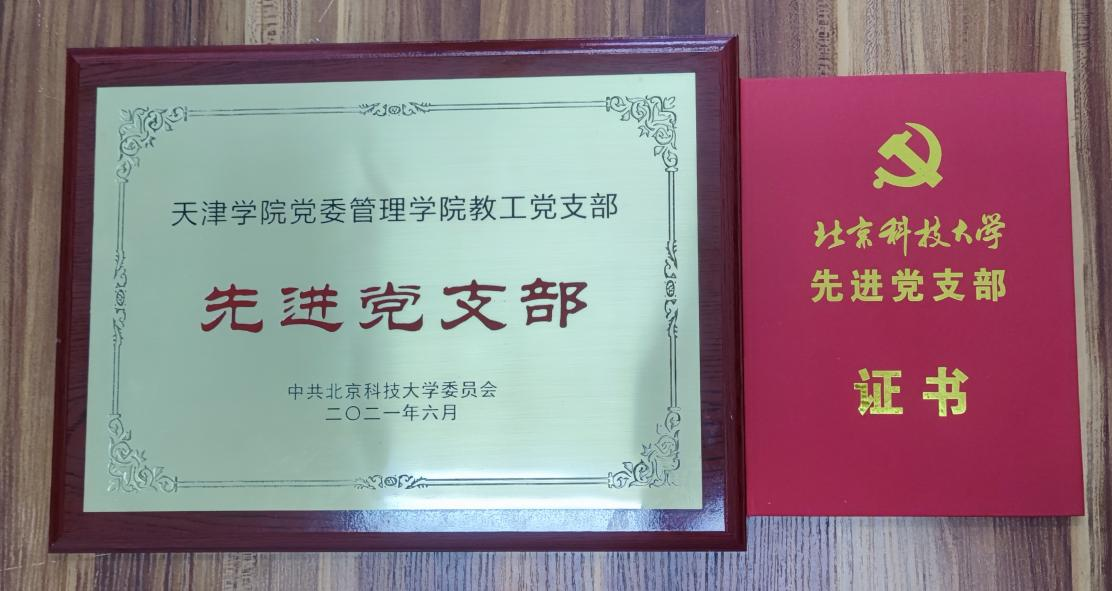 天津学院党委管理学院教工党支部
先进党支部
中共北京科技大学委员会
二〇二一年六月
北京科技大学
先进党支部
证书